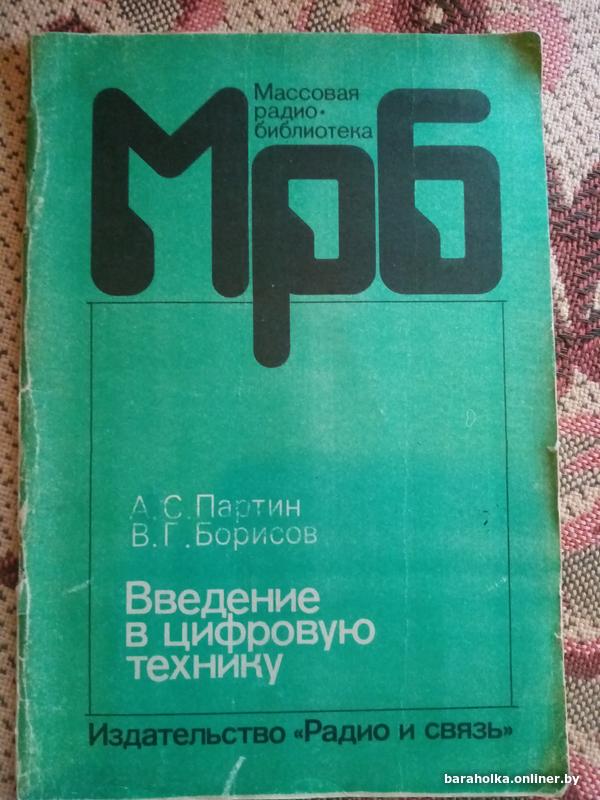 Массовая
радио-
библиотека
Мрб
А.С.Партин
В.Г.Борисов
Введение
в цифровую
технику
Издательство «Радио и связь»
baraholka.onliner.by